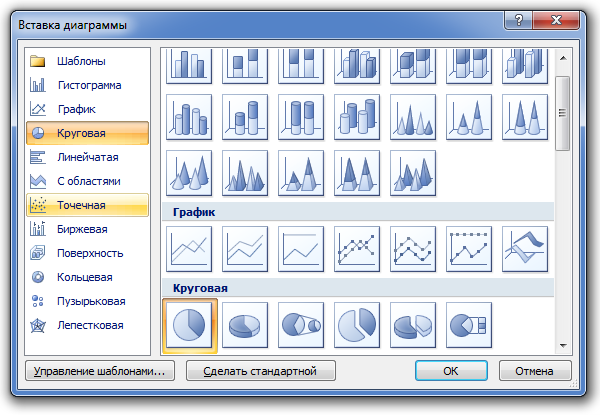 Вставка диаграммы
Шаблоны
Гистограмма
График
Круговая
Линейчатая
С областями
Точечная
Биржевая
Поверхность
Кольцевая
Пузырьковая
Лепестковая
График
Круговая
Управление шаблонами...
Сделать стандартной
ОК
Отмена